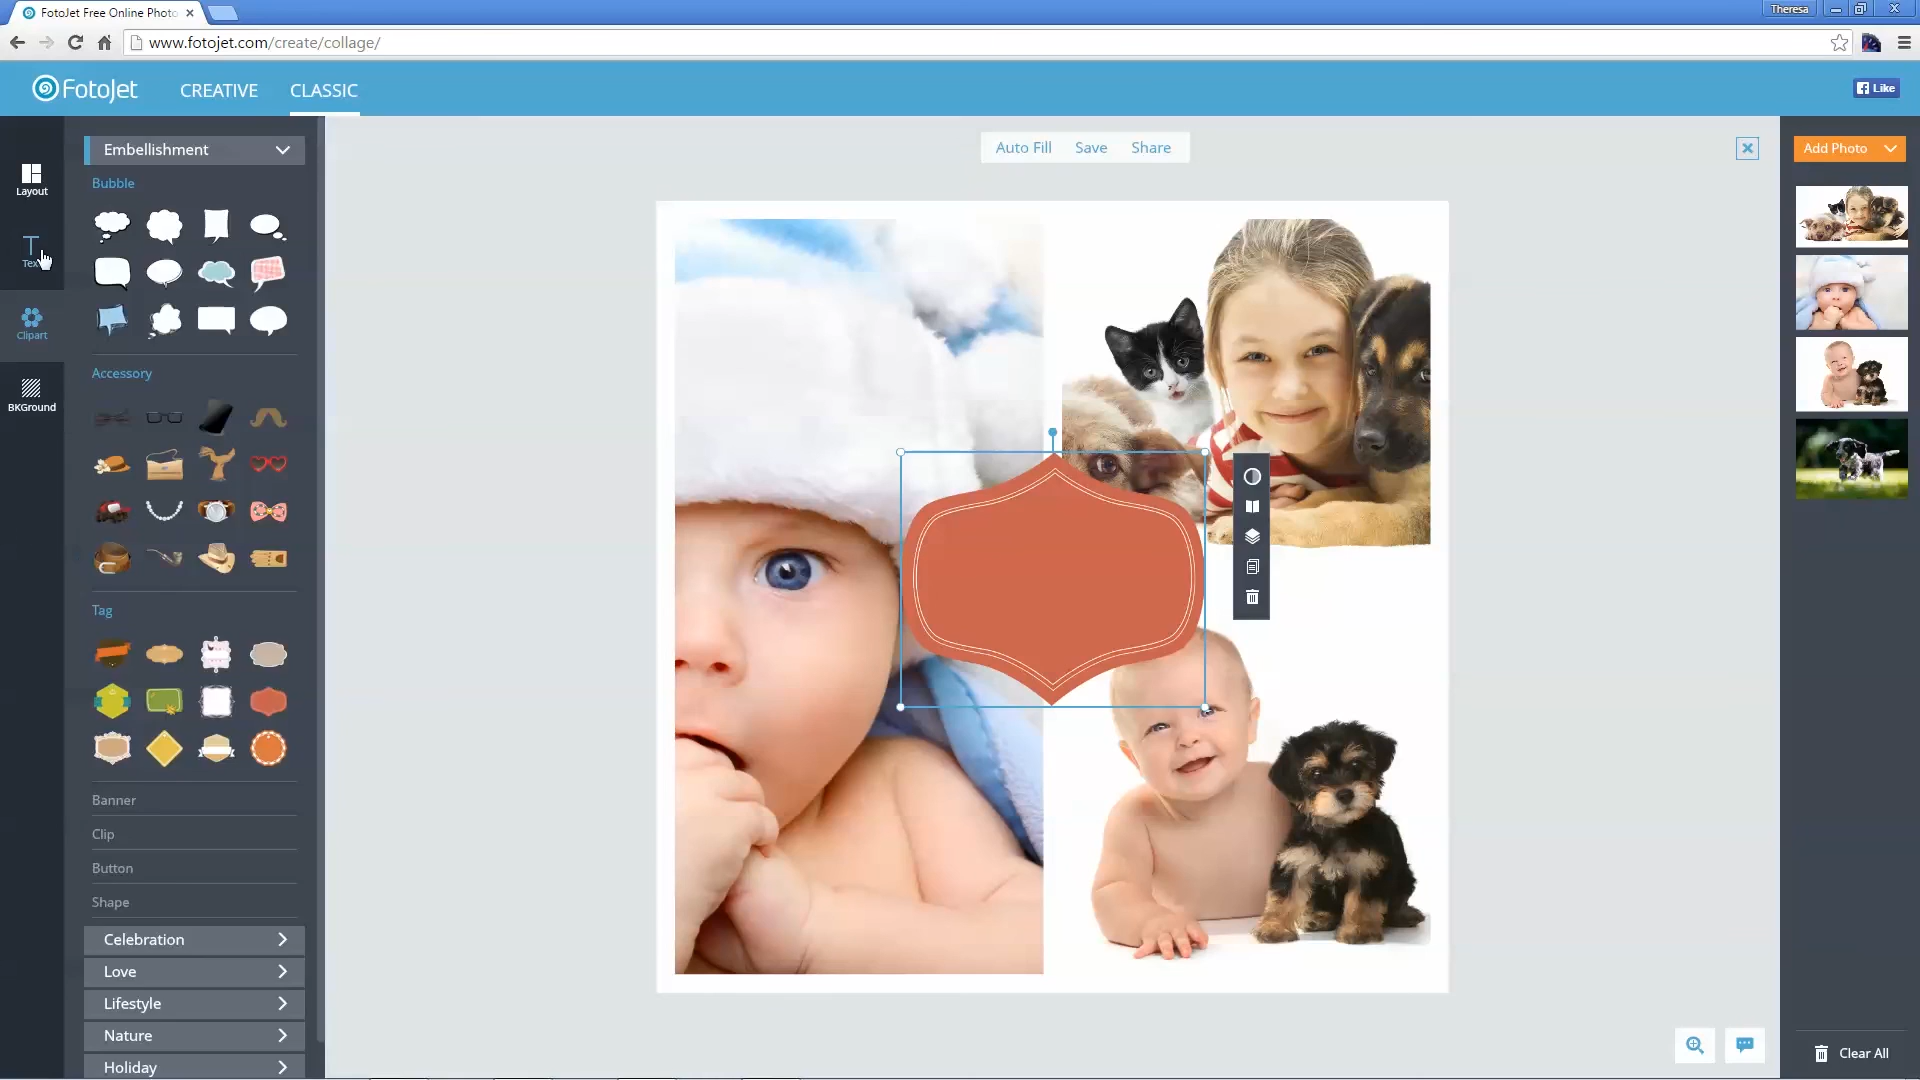 FotoJet Free Online Photo
Theresa
www.fotojet.com/create/collage/
FotoJet
CREATIVE
CLASSIC
Like
Layout
Text
Clipart
BKGround
Embellishment
Bubble
Accessory
Tag
Banner
Clip
Button
Shape
Celebration
Love
Lifestyle
Nature
Holiday
Auto Fill
Save
Share
Add Photo
Clear All